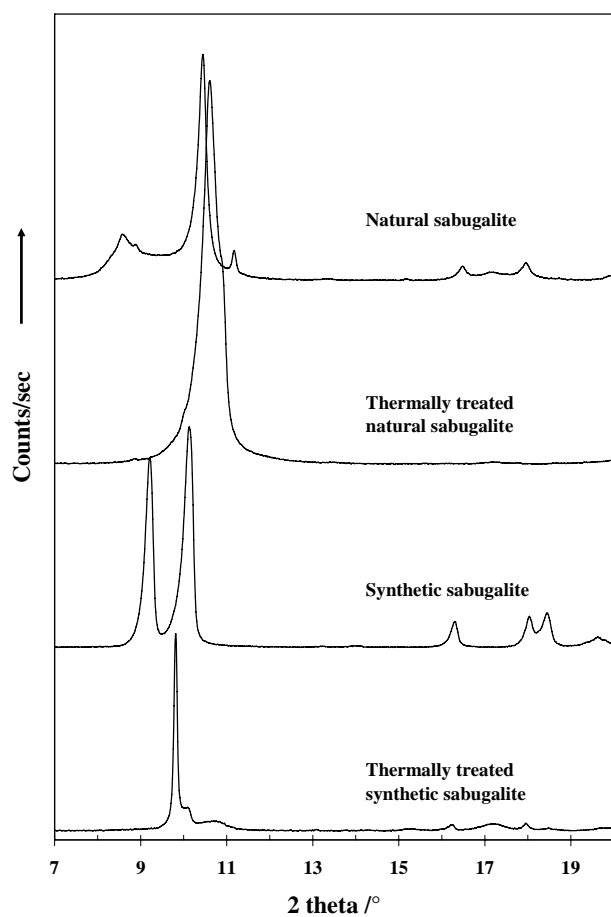 Natural sabugalite
Thermally treated
natural sabugalite
Synthetic sabugalite
Thermally treated
synthetic sabugalite
Counts/sec
7 9 11 13 15 17 19
2 theta /°